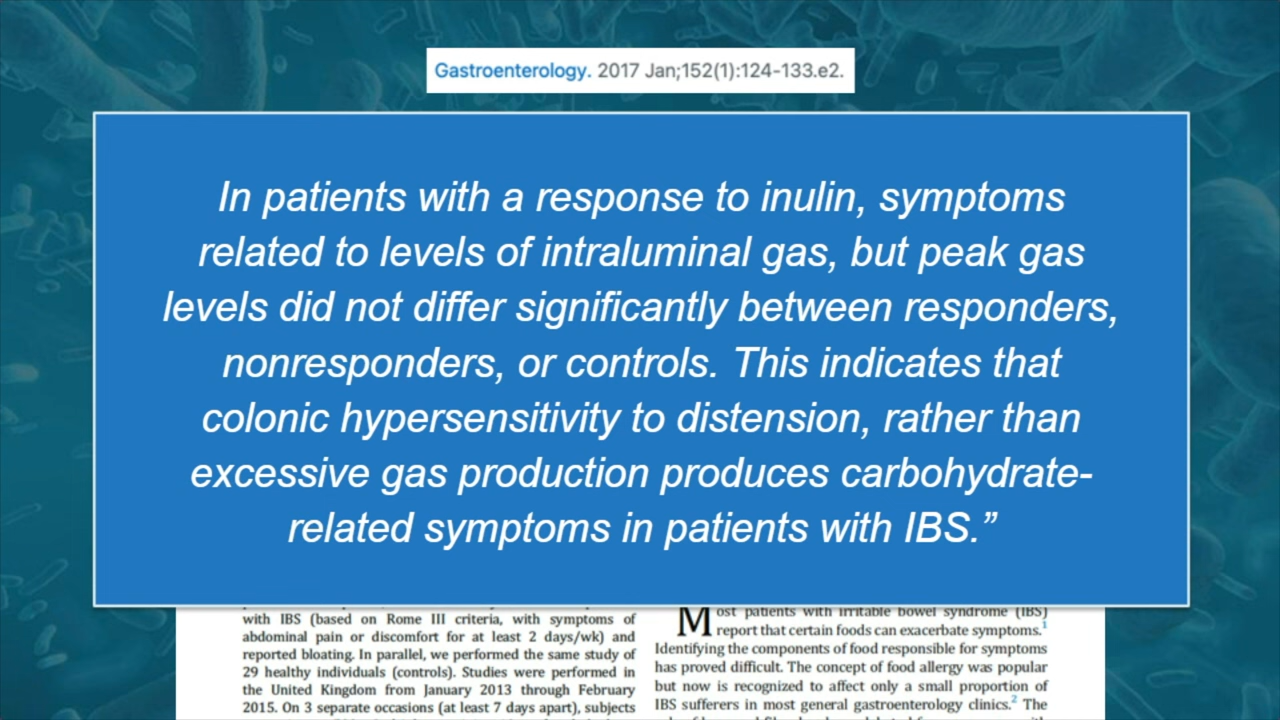 Gastroenterology. 2017 Jan;152(1):124-133.e2.
In patients with a response to inulin, symptoms
related to levels of intraluminal gas, but peak gas
levels did not differ significantly between responders,
nonresponders, or controls. This indicates that
colonic hypersensitivity to distension, rather than
excessive gas production produces carbohydrate-
related symptoms in patients with IBS.”
with IBS (based on Rome III criteria, with symptoms of
abdominal pain or discomfort for at least 2 days/wk) and
reported bloating. In parallel, we performed the same study of
29 healthy individuals (controls). Studies were performed in
the United Kingdom from January 2013 through February
2015. On 3 separate occasions (at least 7 days apart), subjects
Most patients with irritable bowel syndrome (IBS)
report that certain foods can exacerbate symptoms.1
Identifying the components of food responsible for symptoms
has proved difficult. The concept of food allergy was popular
but now is recognized to affect only a small proportion of
IBS sufferers in most general gastroenterology clinics.2 The